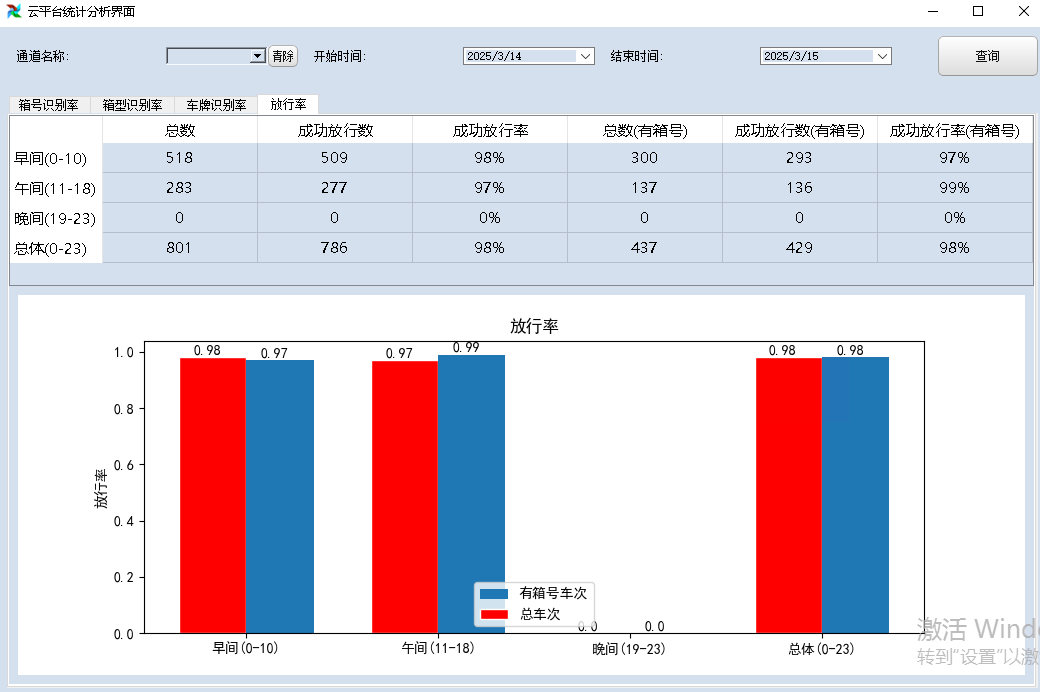 云平台统计分析界面
通道名称: 清除 开始时间: 2025/3/14 结束时间: 2025/3/15 查询
箱号识别率 箱型识别率 车牌识别率 放行率
总数 成功放行数 成功放行率 总数(有箱号) 成功放行数(有箱号) 成功放行率(有箱号)
早间(0-10) 518 509 98% 300 293 97%
午间(11-18) 283 277 97% 137 136 99%
晚间(19-23) 0 0 0% 0 0 0%
总体(0-23) 801 786 98% 437 429 98%
放行率
0.98 0.97 0.97 0.99 0.98 0.98
1.0
0.8
0.6
0.4
0.2
0.0
放行率
有箱号车次
总车次
0.0 0.0
早间(0-10) 午间(11-18) 晚间(19-23) 总体(0-23)
激活 Windo
转到"设置"以激